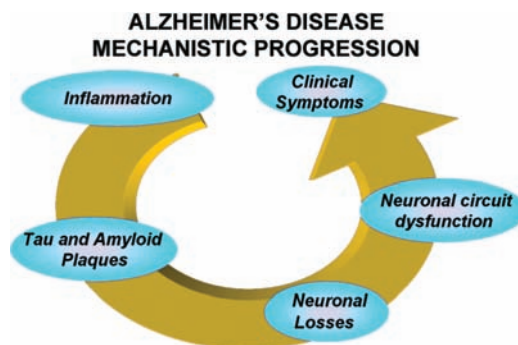 ALZHEIMER'S DISEASE
MECHANISTIC PROGRESSION
Inflammation
Clinical
Symptoms
Neuronal circuit
dysfunction
Tau and Amyloid
Plaques
Neuronal
Losses